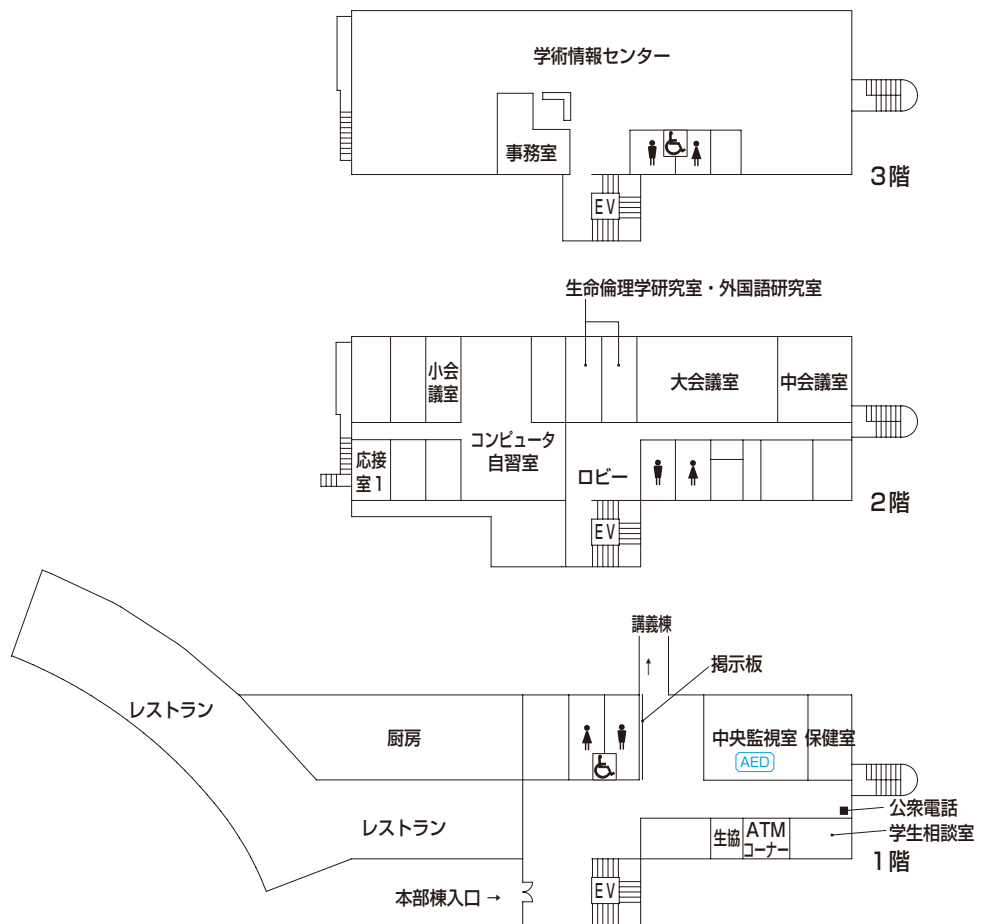 学術情報センター
事務室
EV
3階
生命倫理学研究室・外国語研究室
小会
議室
大会議室
中会議室
コンピュータ
自習室
応接
室1
ロビー
EV
2階
講義棟
↑
掲示板
レストラン
厨房
中央監視室
保健室
AED
公衆電話
レストラン
生協
ATM
コーナー
学生相談室
1階
本部棟入口 →
EV